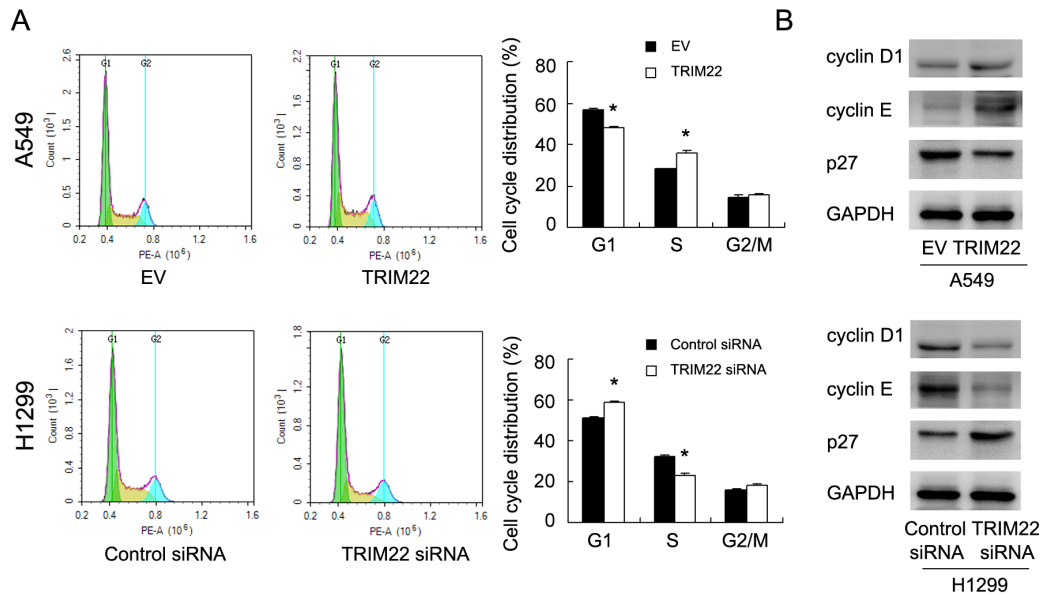 A
B
A549
Count (10³)
2.6
2
1.5
1
0.5
0
G1
G2
0.2
0.4
0.8
1.2
1.6
PE-A (10⁶)
EV
Count (10³)
2.2
1.8
1.2
0.8
0.4
0
G1
G2
0.2
0.4
0.8
1.2
1.6
PE-A (10⁶)
TRIM22
Cell cycle distribution (%)
80
60
40
20
0
EV
TRIM22
*
*
G1
S
G2/M
cyclin D1
cyclin E
p27
GAPDH
EV TRIM22
A549
H1299
Count (10³)
2
1.6
1.2
0.8
0.4
0
G1
G2
0.2
0.4
0.8
1.2
1.6
PE-A (10⁶)
Control siRNA
Count (10³)
1.8
1.4
1
0.7
0.4
0
G1
G2
0.2
0.4
0.8
1.2
1.6
PE-A (10⁶)
TRIM22 siRNA
Cell cycle distribution (%)
80
60
40
20
0
Control siRNA
TRIM22 siRNA
*
*
G1
S
G2/M
cyclin D1
cyclin E
p27
GAPDH
Control TRIM22
siRNA siRNA
H1299